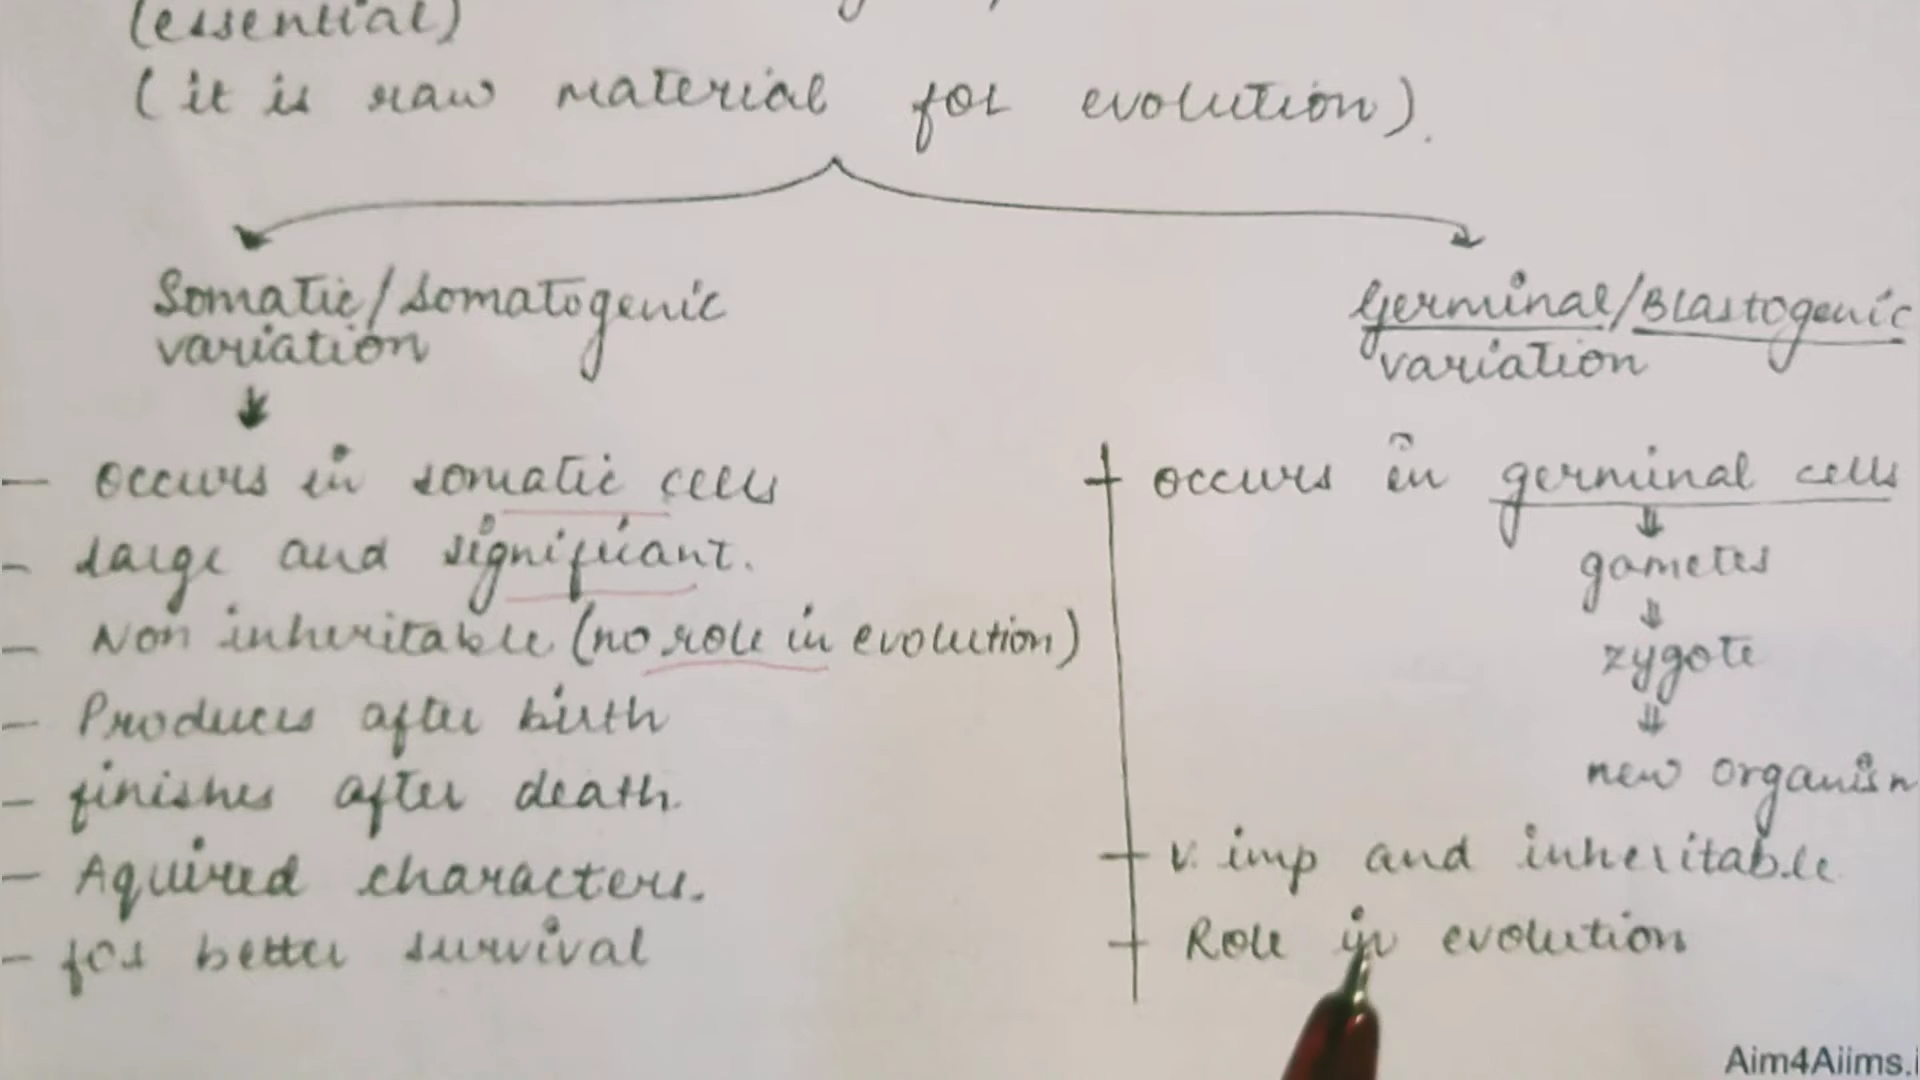 (essential)
(it is raw material for evolution).
Somatic/somatogenic
variation
- occurs in somatic cells
- large and significant.
- Non inheritable (no role in evolution)
- Produces after birth
- finishes after death.
- Aquired characters.
- for better survival
Germinal/Blastogenic
variation
occurs in germinal cells
gametes
zygote
new organism
v. imp and inheritable
Role in evolution
Aim4Aiims.i